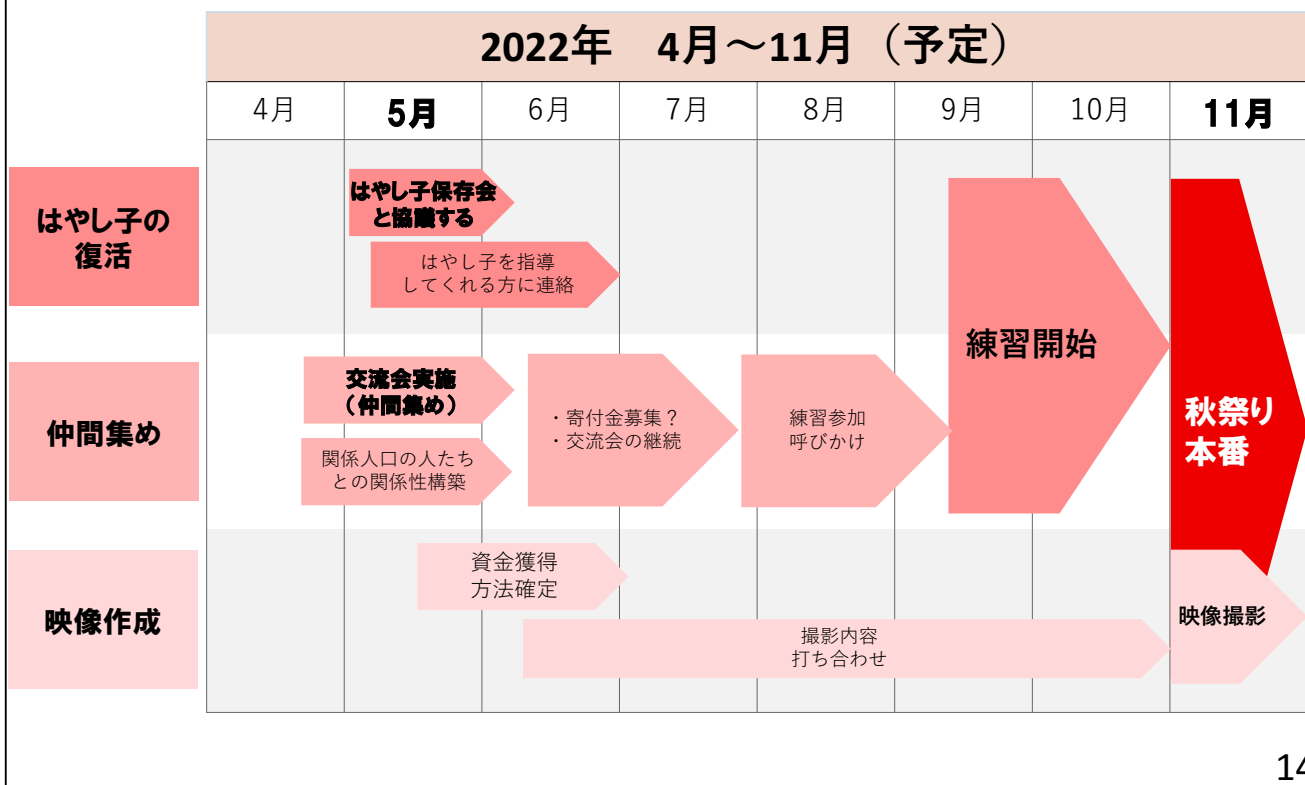 2022年　4月～11月（予定）
4月
5月
6月
7月
8月
9月
10月
11月
はやし子の
復活
はやし子保存会
と協議する
はやし子を指導
してくれる方に連絡
練習開始
秋祭り
本番
仲間集め
交流会実施
（仲間集め）
関係人口の人たち
との関係性構築
・寄付金募集？
・交流会の継続
練習参加
呼びかけ
映像作成
資金獲得
方法確定
撮影内容
打ち合わせ
映像撮影
14